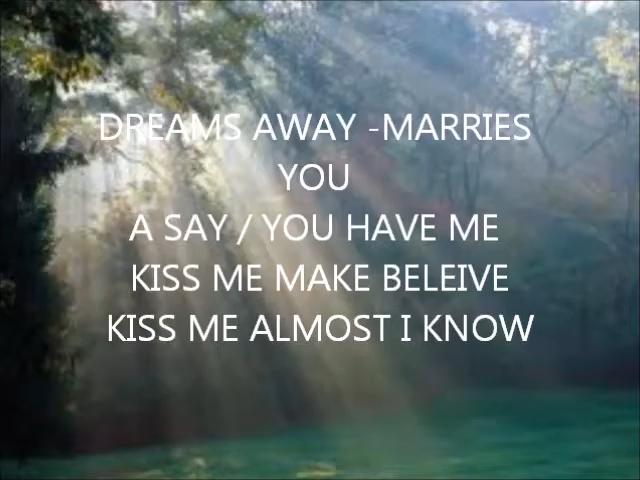 DREAMS AWAY -MARRIES
YOU
A SAY / YOU HAVE ME
KISS ME MAKE BELEIVE
KISS ME ALMOST I KNOW